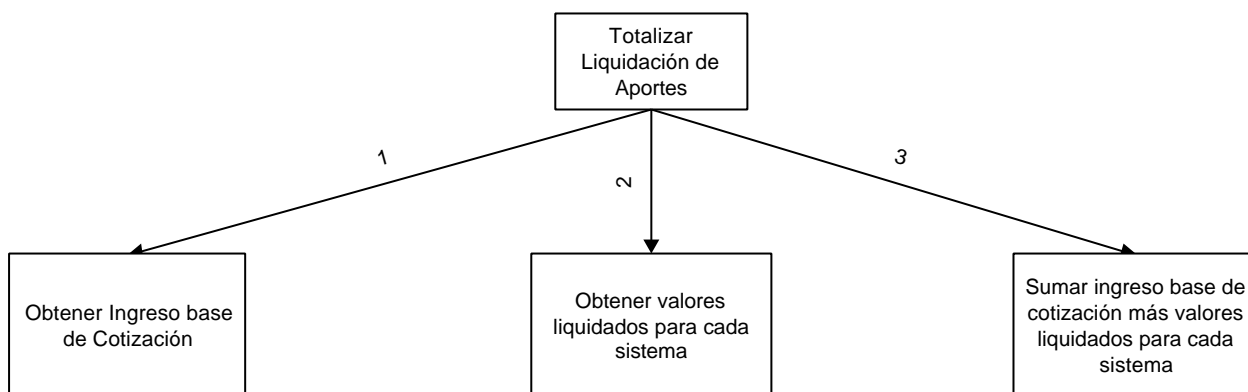 Totalizar
Liquidación de
Aportes
1
2
3
Obtener Ingreso base
de Cotización
Obtener valores
liquidados para cada
sistema
Sumar ingreso base de
cotización más valores
liquidados para cada
sistema